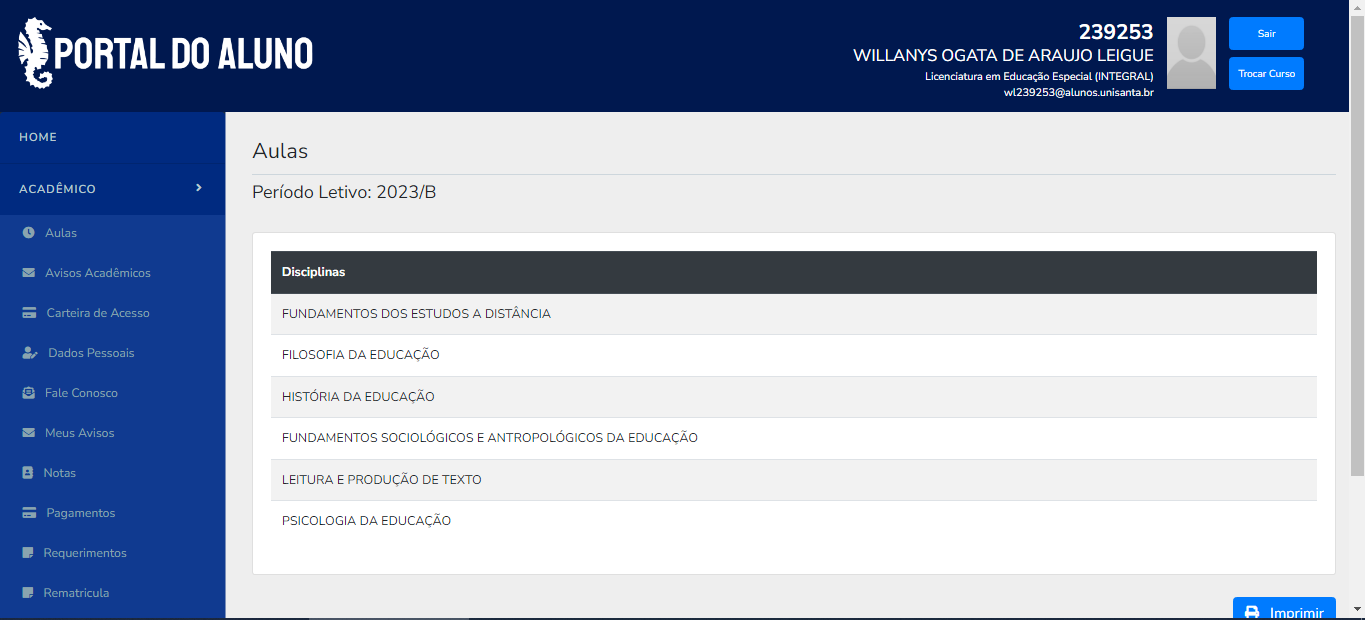 PORTAL DO ALUNO
239253
WILLANYS OGATA DE ARAUJO LEIGUE
Licenciatura em Educação Especial (INTEGRAL)
wl239253@alunos.unisanta.br
Sair
Trocar Curso
HOME
ACADÊMICO
Aulas
Avisos Acadêmicos
Carteira de Acesso
Dados Pessoais
Fale Conosco
Meus Avisos
Notas
Pagamentos
Requerimentos
Rematricula
Aulas
Período Letivo: 2023/B
Disciplinas
FUNDAMENTOS DOS ESTUDOS A DISTÂNCIA
FILOSOFIA DA EDUCAÇÃO
HISTÓRIA DA EDUCAÇÃO
FUNDAMENTOS SOCIOLÓGICOS E ANTROPOLÓGICOS DA EDUCAÇÃO
LEITURA E PRODUÇÃO DE TEXTO
PSICOLOGIA DA EDUCAÇÃO
Imprimir